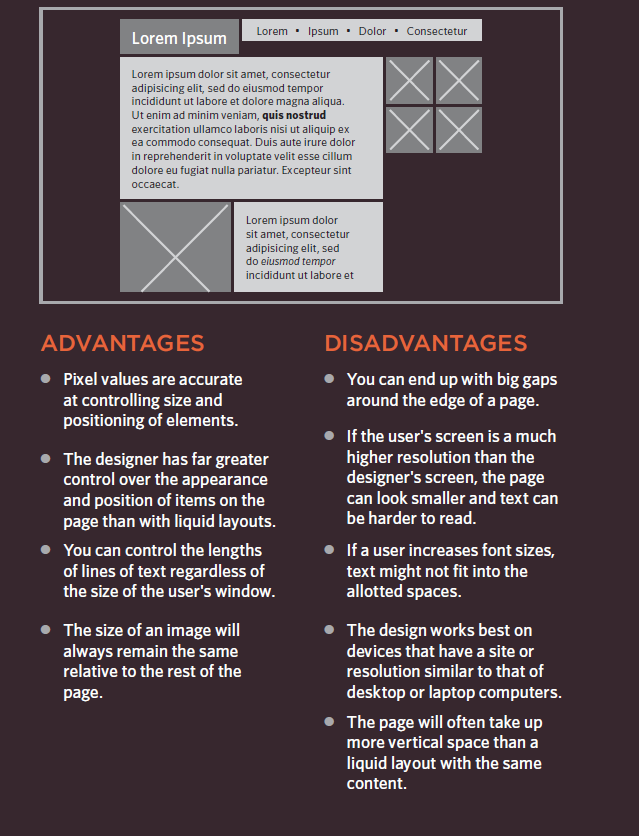 Lorem Ipsum
Lorem • Ipsum • Dolor • Consectetur
Lorem ipsum dolor sit amet, consectetur
adipisicing elit, sed do eiusmod tempor
incididunt ut labore et dolore magna aliqua.
Ut enim ad minim veniam, quis nostrud
exercitation ullamco laboris nisi ut aliquip ex
ea commodo consequat. Duis aute irure dolor
in reprehenderit in voluptate velit esse cillum
dolore eu fugiat nulla pariatur. Excepteur sint
occaecat.
Lorem ipsum dolor
sit amet, consectetur
adipisicing elit, sed
do eiusmod tempor
incididunt ut labore et
ADVANTAGES
• Pixel values are accurate
at controlling size and
positioning of elements.
• The designer has far greater
control over the appearance
and position of items on the
page than with liquid layouts.
• You can control the lengths
of lines of text regardless of
the size of the user's window.
• The size of an image will
always remain the same
relative to the rest of the
page.
DISADVANTAGES
• You can end up with big gaps
around the edge of a page.
• If the user's screen is a much
higher resolution than the
designer's screen, the page
can look smaller and text can
be harder to read.
• If a user increases font sizes,
text might not fit into the
allotted spaces.
• The design works best on
devices that have a site or
resolution similar to that of
desktop or laptop computers.
• The page will often take up
more vertical space than a
liquid layout with the same
content.